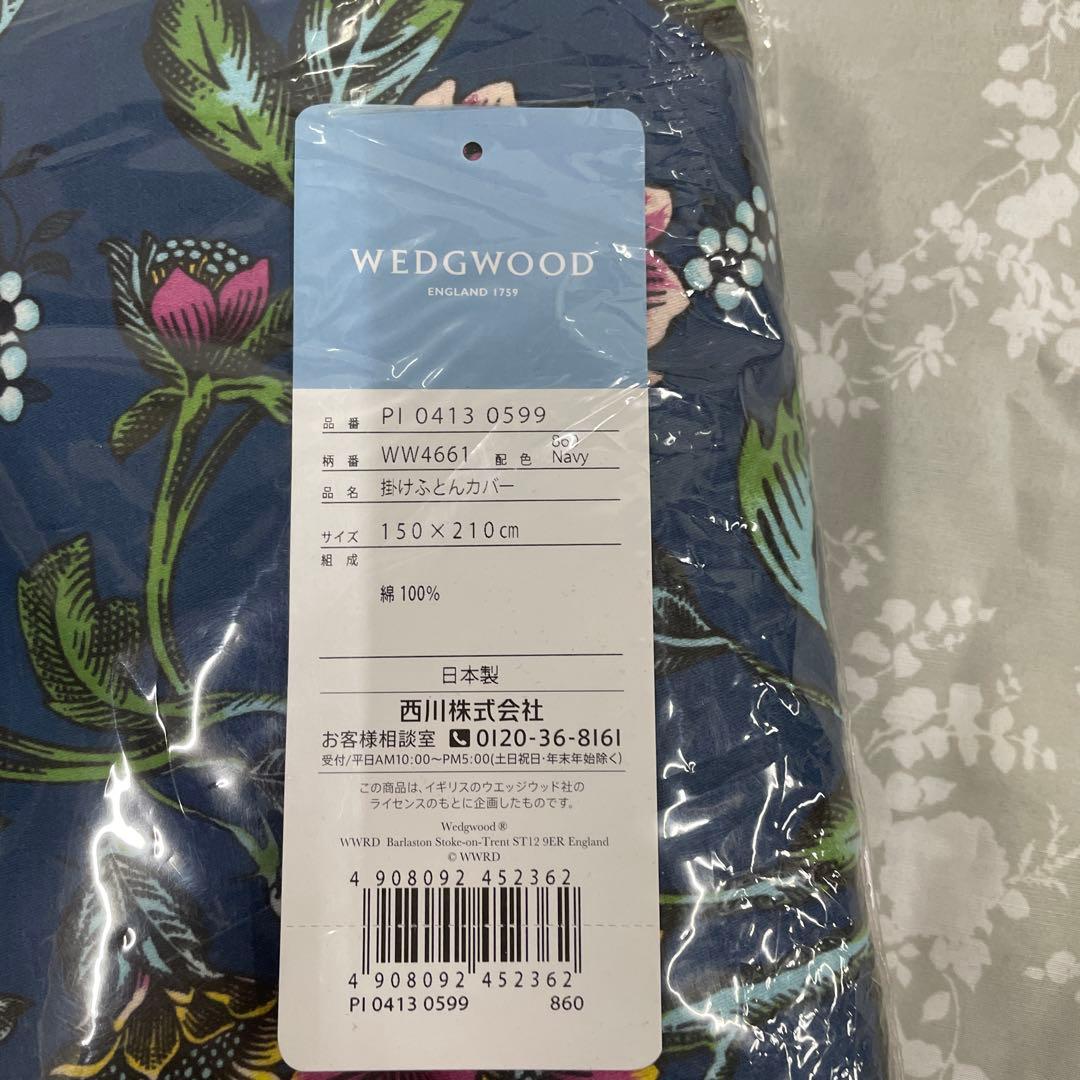 WEDGWOOD
ENGLAND 1759
品番 PI 0413 0599
柄番 WW4661 配色 860 Navy
品名 掛けふとんカバー
サイズ 150×210cm
組成
綿100%
日本製
西川株式会社
お客様相談室 0120-36-8161
受付/平日AM10:00〜PM5:00(土日祝日・年末年始除く)
この商品は、イギリスのウエッジウッド社の
ライセンスのもとに企画したものです。
Wedgwood®
WWRD Barlaston Stoke-on-Trent ST12 9ER England
© WWRD
4 908092 452362
4 908092 452362
PI 0413 0599 860